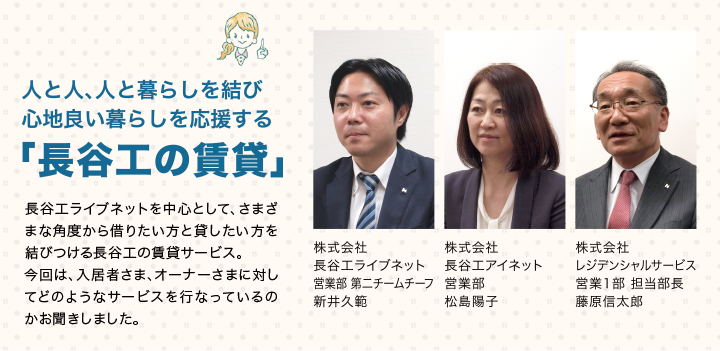 人と人、人と暮らしを結び
心地良い暮らしを応援する
「長谷工の賃貸」
長谷工ライブネットを中心として、さまざ
まな角度から借りたい方と貸したい方を
結びつける長谷工の賃貸サービス。
今回は、入居者さま、オーナーさまに対し
てどのようなサービスを行なっているの
かお聞きしました。
株式会社
長谷工ライブネット
営業部 第二チームチーフ
新井久範
株式会社
長谷工アイネット
営業部
松島陽子
株式会社
レジデンシャルサービス
営業1部 担当部長
藤原信太郎